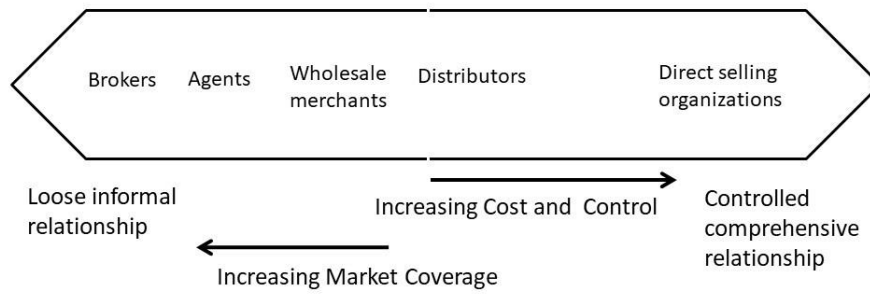 Brokers
Agents
Wholesale
merchants
Distributors
Direct selling
organizations
Loose informal
relationship
Increasing Cost and Control
Controlled
comprehensive
relationship
Increasing Market Coverage